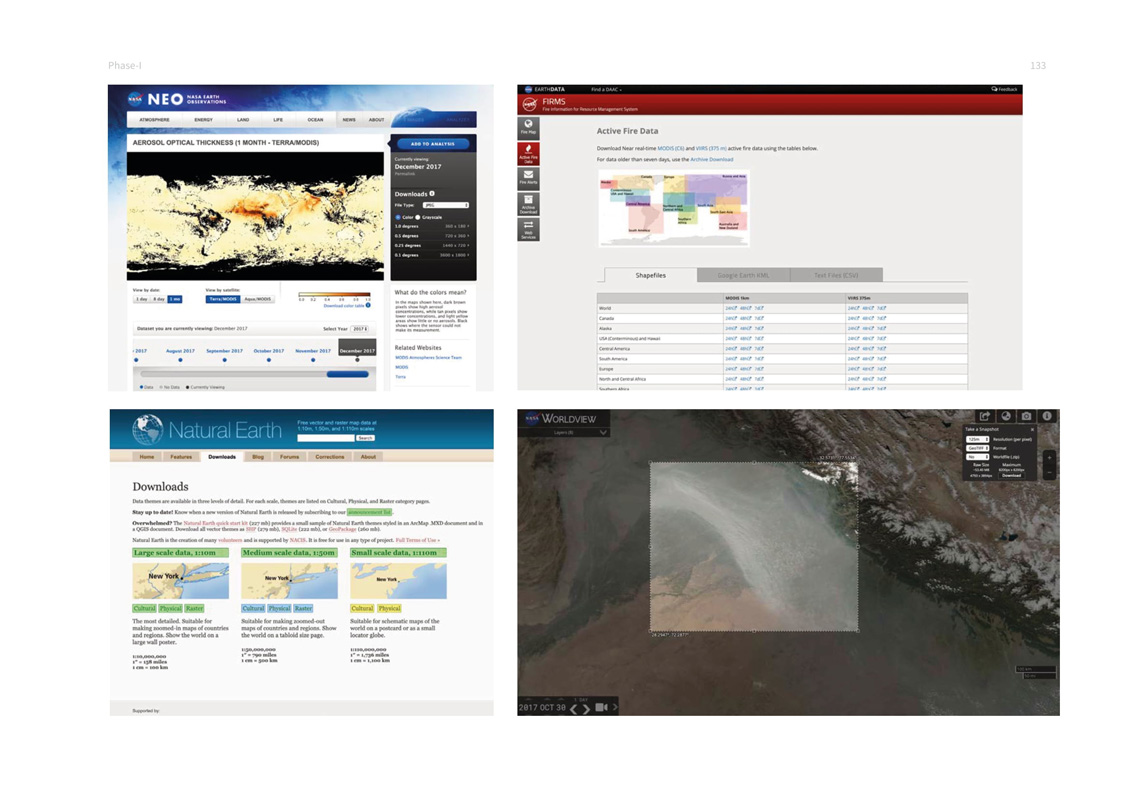 Phase-I
133
NASA
NEO NASA EARTH OBSERVATIONS
ATMOSPHERE ENERGY LAND LIFE OCEAN NEWS ABOUT
AEROSOL OPTICAL THICKNESS (1 MONTH - TERRA/MODIS)
ADD TO ANALYSIS
Currently viewing:
December 2017
Downloads
File Type: JPEG
Color Greyscale
1.0 degrees 360 x 180
0.5 degrees 720 x 360
0.25 degrees 1440 x 720
0.1 degrees 3600 x 1800
View by date:
1 day 8 day 1 mo
View by satellite:
Terra/MODIS Aqua/MODIS
0.0 0.2 0.4 0.6 0.8 1.0
Download color table
What do the colors mean?
In the maps shown here, dark brown
pixels show high aerosol
concentrations, while tan pixels show
lower concentrations, and light yellow
areas show little or no aerosols. Black
shows where the sensor could not
make its measurement.
Dataset you are currently viewing: December 2017
Select Year 2017
2017 August 2017 September 2017 October 2017 November 2017 December 2017
Data No Data Currently Viewing
Related Websites
MODIS Atmospheres Science Team
MODIS
Terra
EARTHDATA Find a DAAC
Feedback
FIRMS
Fire Information for Resource Management System
Fire Map
Active Fire Data
Fire Alerts
Archive Download
Web Services
Active Fire Data
Download Near real-time MODIS (C6) and VIIRS (375 m) active fire data using the tables below.
For data older than seven days, use the Archive Download
Shapefiles
Google Earth KML
Text Files (CSV)
MODIS 1km VIIRS 375m
World 24h 48h 7d 24h 48h 7d
Canada 24h 48h 7d 24h 48h 7d
Alaska 24h 48h 7d 24h 48h 7d
USA (Conterminous) and Hawaii 24h 48h 7d 24h 48h 7d
Central America 24h 48h 7d 24h 48h 7d
South America 24h 48h 7d 24h 48h 7d
Europe 24h 48h 7d 24h 48h 7d
North and Central Africa 24h 48h 7d 24h 48h 7d
Southern Africa 24h 48h 7d 24h 48h 7d
Natural Earth
Free vector and raster map data at
1:10m, 1:50m, and 1:110m scales
Search
Home Features Downloads Blog Forums Corrections About
Downloads
Data themes are available in three levels of detail. For each scale, themes are listed on Cultural, Physical, and Raster category pages.
Stay up to date! Know when a new version of Natural Earth is released by subscribing to our announcement list.
Overwhelmed? The Natural Earth quick start kit (227 mb) provides a small sample of Natural Earth themes styled in an ArcMap .MXD document and in
a QGIS document. Download all vector themes as SHP (279 mb), SQLite (222 mb), or GeoPackage (260 mb).
Natural Earth is the creation of many volunteers and is supported by NACIS. It is free for use in any type of project. Full Terms of Use »
Large scale data, 1:10m
New York
Cultural Physical Raster
The most detailed. Suitable for
making zoomed-in maps of countries
and regions. Show the world on a
large wall poster.
1:10,000,000
1″ = 158 miles
1 cm = 100 km
Medium scale data, 1:50m
New York
Cultural Physical Raster
Suitable for making zoomed-out
maps of countries and regions. Show
the world on a tabloid size page.
1:50,000,000
1″ = 790 miles
1 cm = 500 km
Small scale data, 1:110m
New York
Cultural Physical
Suitable for schematic maps of the
world on a postcard or as a small
locator globe.
1:110,000,000
1″ = 1,736 miles
1 cm = 1,100 km
Supported by:
NASA WORLDVIEW
Layers (8)
Take a Snapshot
125m Resolution (per pixel)
GeoTIFF Format
No Worldfile (.zip)
Raw Size Maximum
Download
2017 OCT 30
1 DAY